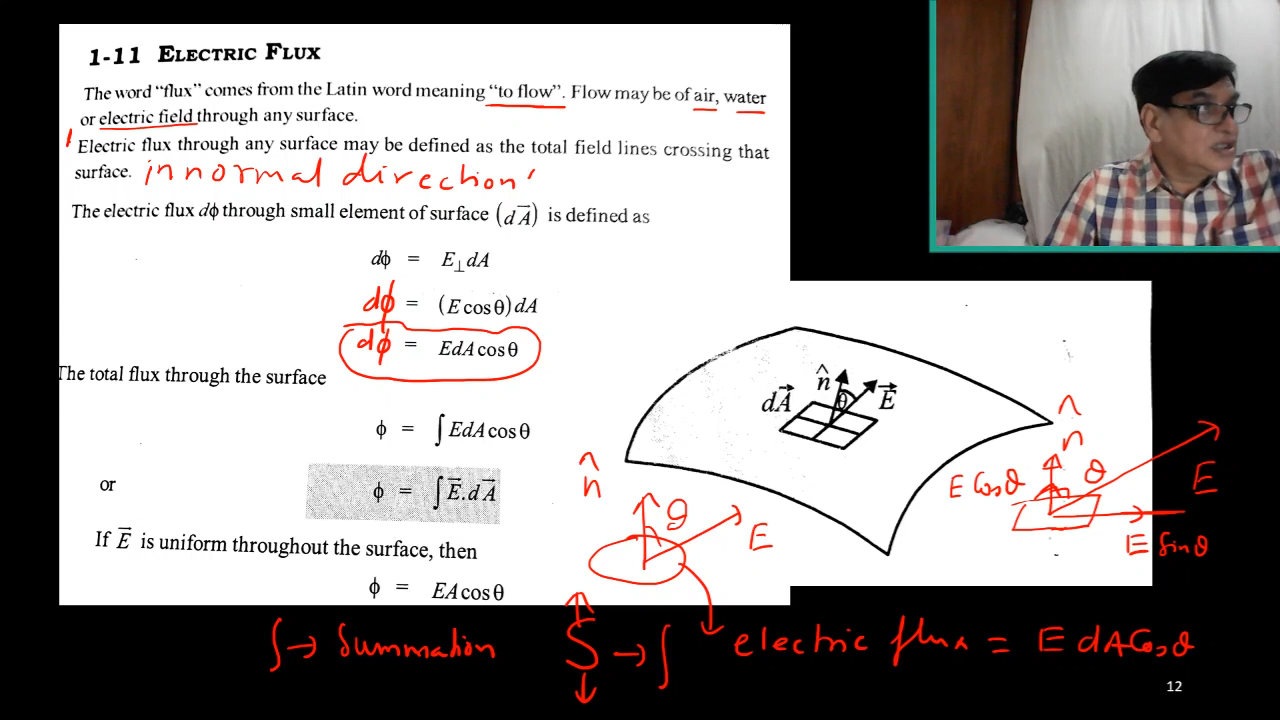 1-11 ELECTRIC FLUX
The word "flux" comes from the Latin word meaning "to flow". Flow may be of air, water
or electric field through any surface.
Electric flux through any surface may be defined as the total field lines crossing that
surface. in normal direction'
The electric flux dϕ through small element of surface (dA⃗) is defined as
dϕ = E⊥dA
dϕ = (E cosθ) dA
dϕ = EdA cosθ
The total flux through the surface
ϕ = ∫ EdA cosθ
or
ϕ = ∫ E⃗.dA⃗
If E⃗ is uniform throughout the surface, then
ϕ = EA cosθ
n̂
dA⃗
θ
E⃗
n̂
θ
E
n̂
E Cosθ
θ
E
E Sinθ
∫ → Summation
S → ∫
electric flux = E dA Cosθ
12